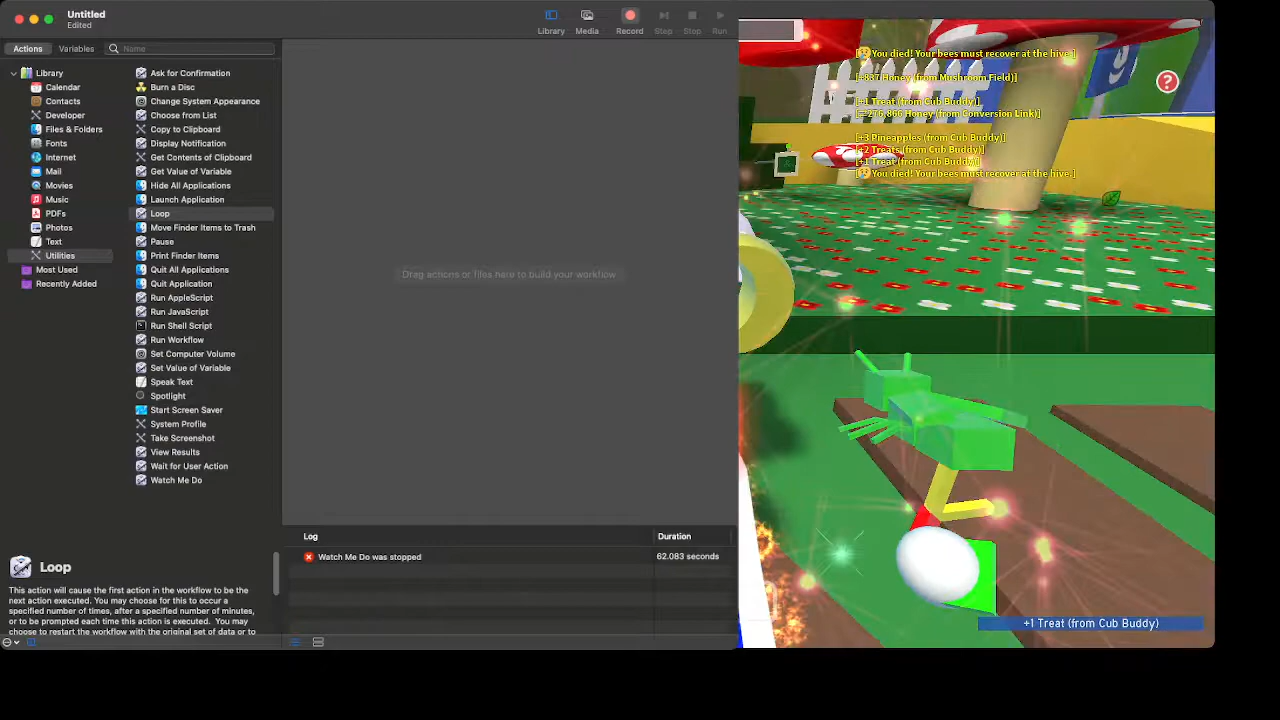 Untitled
Edited
Library
Media
Record
Step
Stop
Run
Actions
Variables
Name
Library
Calendar
Contacts
Developer
Files & Folders
Fonts
Internet
Mail
Movies
Music
PDFs
Photos
Text
Utilities
Most Used
Recently Added
Ask for Confirmation
Burn a Disc
Change System Appearance
Choose from List
Copy to Clipboard
Display Notification
Get Contents of Clipboard
Get Value of Variable
Hide All Applications
Launch Application
Loop
Move Finder Items to Trash
Pause
Print Finder Items
Quit All Applications
Quit Application
Run AppleScript
Run JavaScript
Run Shell Script
Run Workflow
Set Computer Volume
Set Value of Variable
Speak Text
Spotlight
Start Screen Saver
System Profile
Take Screenshot
View Results
Wait for User Action
Watch Me Do
Loop
This action will cause the first action in the workflow to be the
next action executed. You may choose for this to occur a
specified number of times, after a specified number of minutes,
or to be prompted each time this action is executed. You may
choose to restart the workflow with the original set of data or to
Drag actions or files here to build your workflow
Log
Duration
Watch Me Do was stopped
62.083 seconds
[😢You died! Your bees must recover at the hive.]
[+837 Honey (from Mushroom Field)]
[+1 Treat (from Cub Buddy)]
276,866 Honey (from Conversion Link)]
[+3 Pineapples (from Cub Buddy)]
[+2 Treats (from Cub Buddy)]
[+1 Treat (from Cub Buddy)]
[😢You died! Your bees must recover at the hive.]
9
?
+1 Treat (from Cub Buddy)